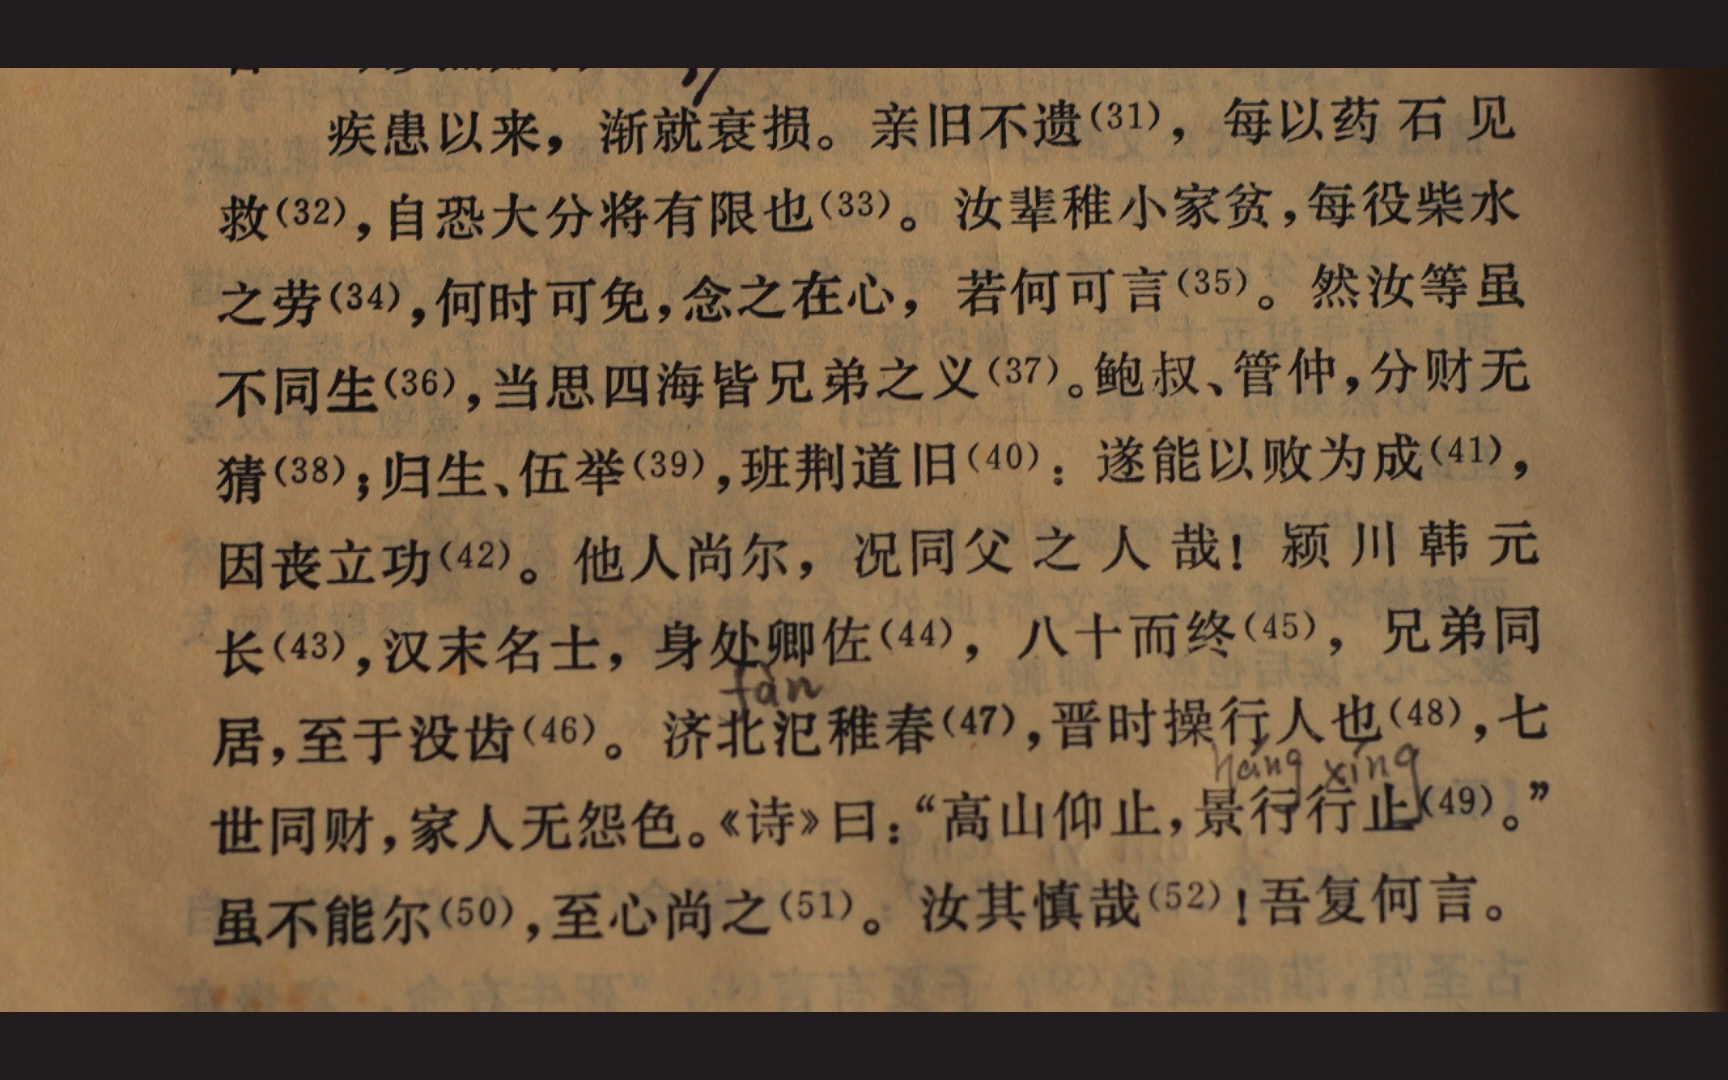 疾患以来，渐就衰损。亲旧不遗(31)，每以药石见
救(32)，自恐大分将有限也(33)。汝辈稚小家贫，每役柴水
之劳(34)，何时可免，念之在心，若何可言(35)。然汝等虽
不同生(36)，当思四海皆兄弟之义(37)。鲍叔、管仲，分财无
猜(38)；归生、伍举(39)，班荆道旧(40)：遂能以败为成(41)，
因丧立功(42)。他人尚尔，况同父之人哉！颍川韩元
长(43)，汉末名士，身处卿佐(44)，八十而终(45)，兄弟同
fàn
居，至于没齿(46)。济北氾稚春(47)，晋时操行人也(48)，七
háng xíng
世同财，家人无怨色。《诗》曰：“高山仰止，景行行止(49)。”
虽不能尔(50)，至心尚之(51)。汝其慎哉(52)！吾复何言。